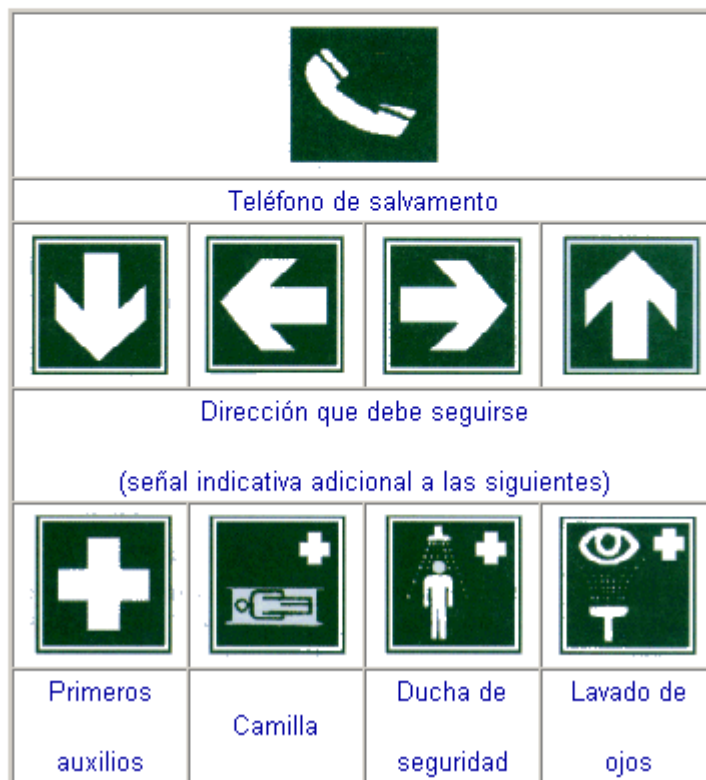 Teléfono de salvamento
Dirección que debe seguirse
(señal indicativa adicional a las siguientes)
Primeros
auxilios
Camilla
Ducha de
seguridad
Lavado de
ojos